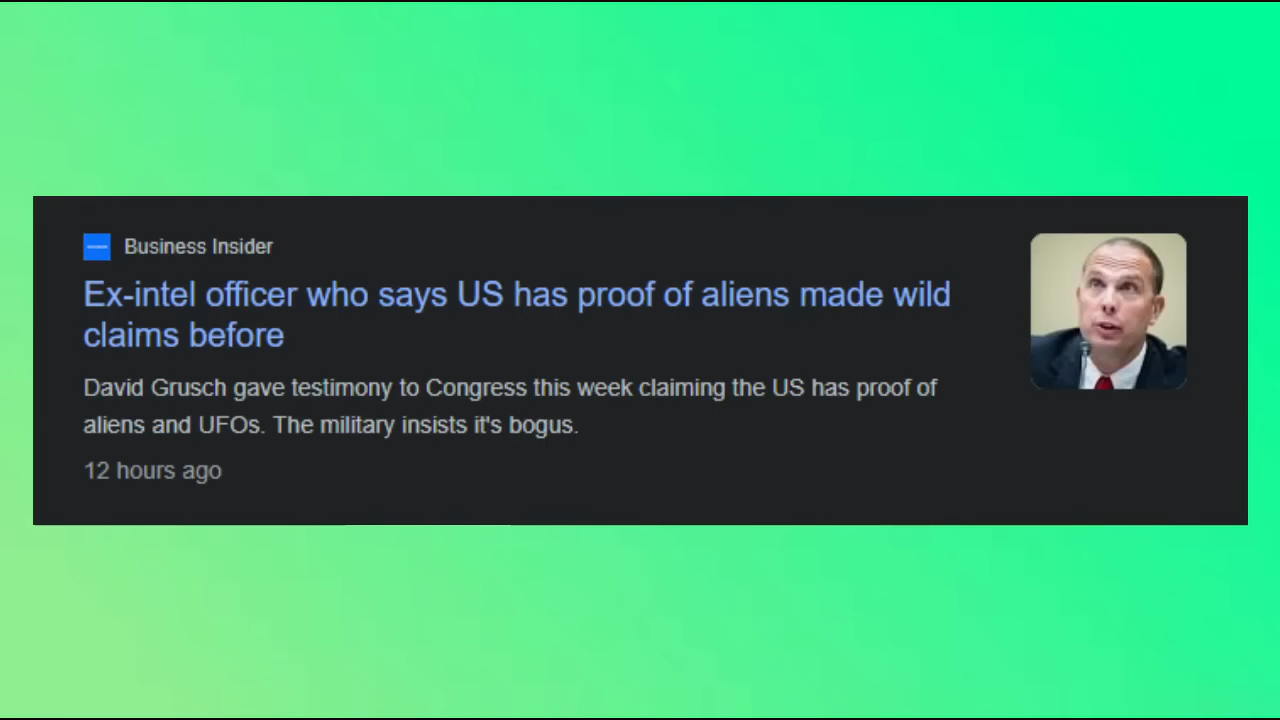 Business Insider
Ex-intel officer who says US has proof of aliens made wild
claims before
David Grusch gave testimony to Congress this week claiming the US has proof of
aliens and UFOs. The military insists it's bogus.
12 hours ago